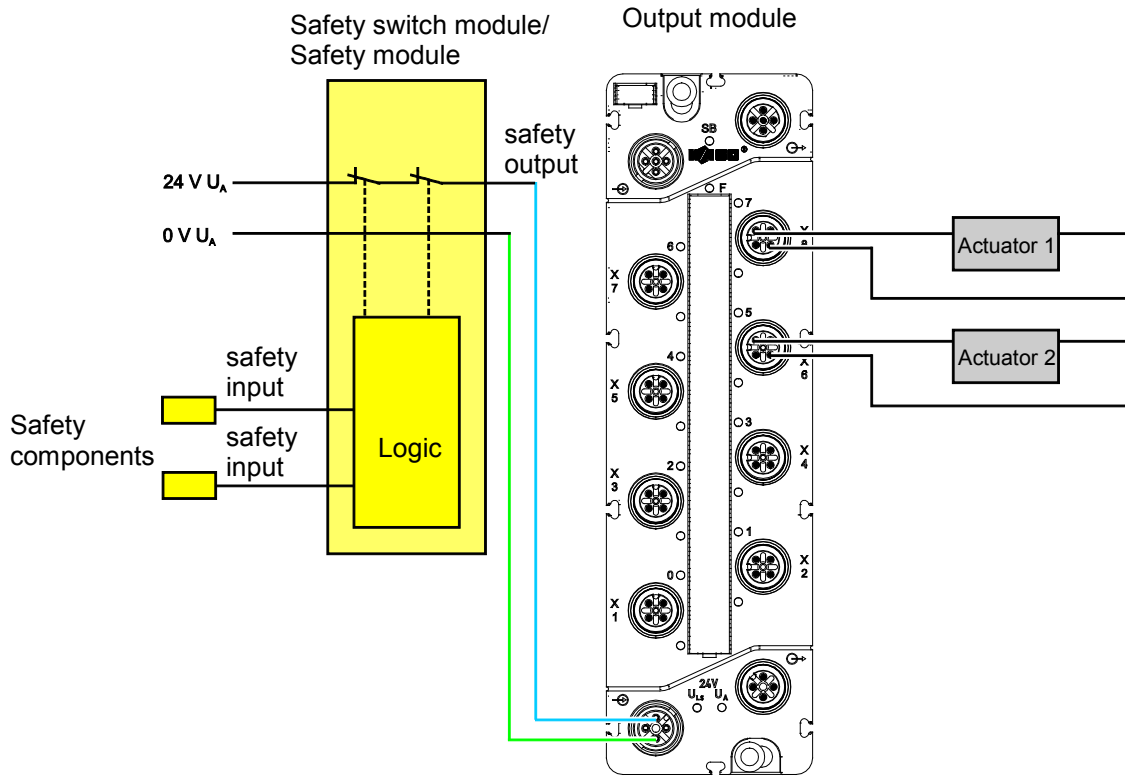 Safety switch module/
Safety module
Output module
safety
output
24 V UA
0 V UA
SB
F
7
X
8
6
X
7
5
X
6
4
X
5
3
X
4
2
X
3
1
X
2
0
X
1
24V
ULS UA
safety
input
safety
input
Safety
components
Logic
Actuator 1
Actuator 2